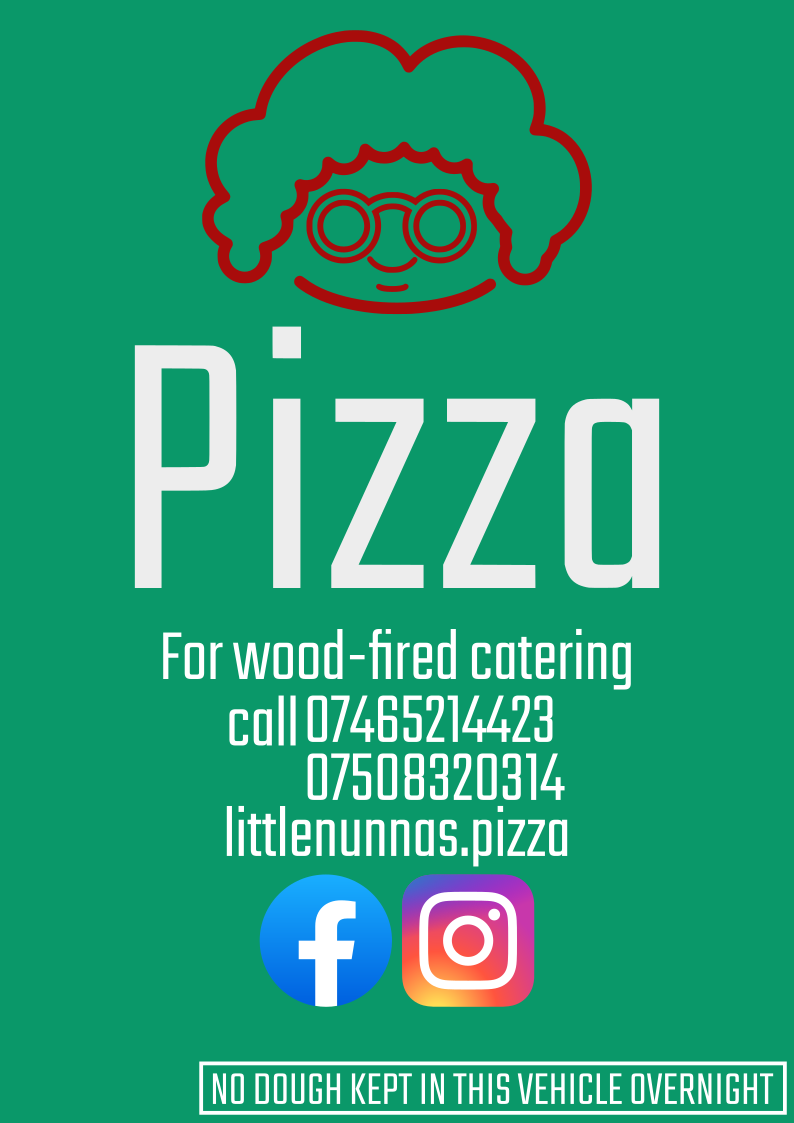 Pizza
For wood-fired catering
call 07465214423
07508320314
littlenunnas.pizza
NO DOUGH KEPT IN THIS VEHICLE OVERNIGHT